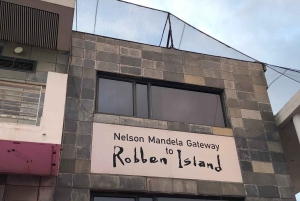 Nelson Mandela Gateway
to
Robben Island